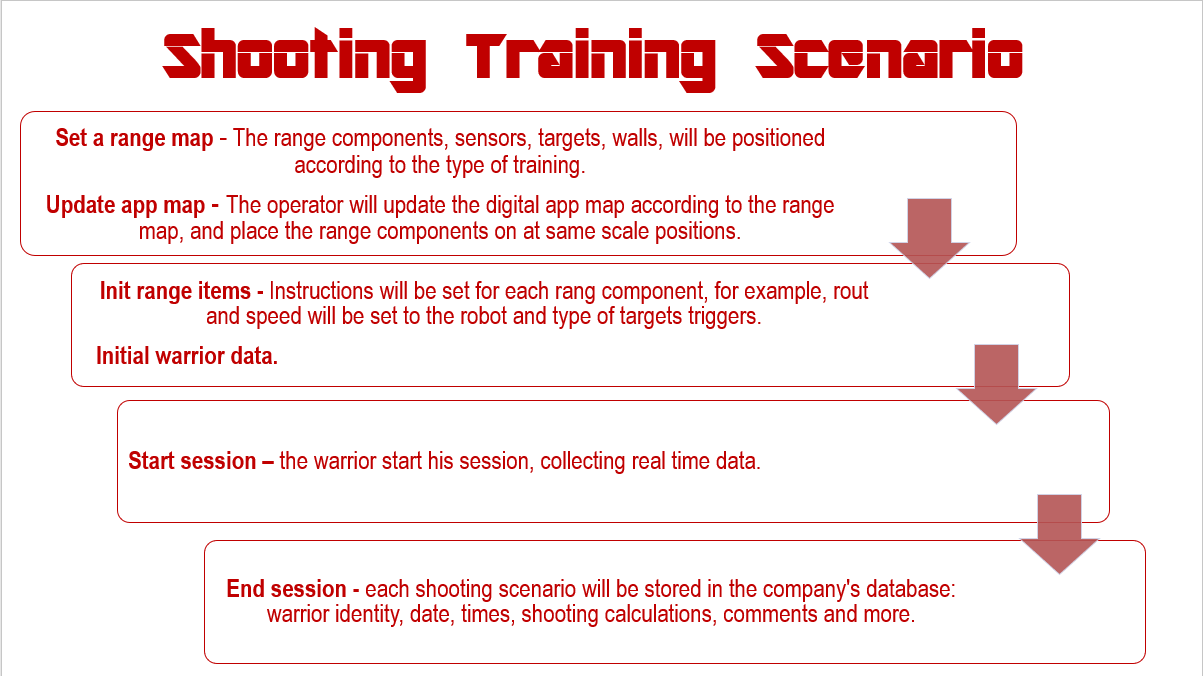 Shooting Training Scenario
Set a range map - The range components, sensors, targets, walls, will be positioned
according to the type of training.
Update app map - The operator will update the digital app map according to the range
map, and place the range components on at same scale positions.
Init range items - Instructions will be set for each rang component, for example, rout
and speed will be set to the robot and type of targets triggers.
Initial warrior data.
Start session – the warrior start his session, collecting real time data.
End session - each shooting scenario will be stored in the company's database:
warrior identity, date, times, shooting calculations, comments and more.